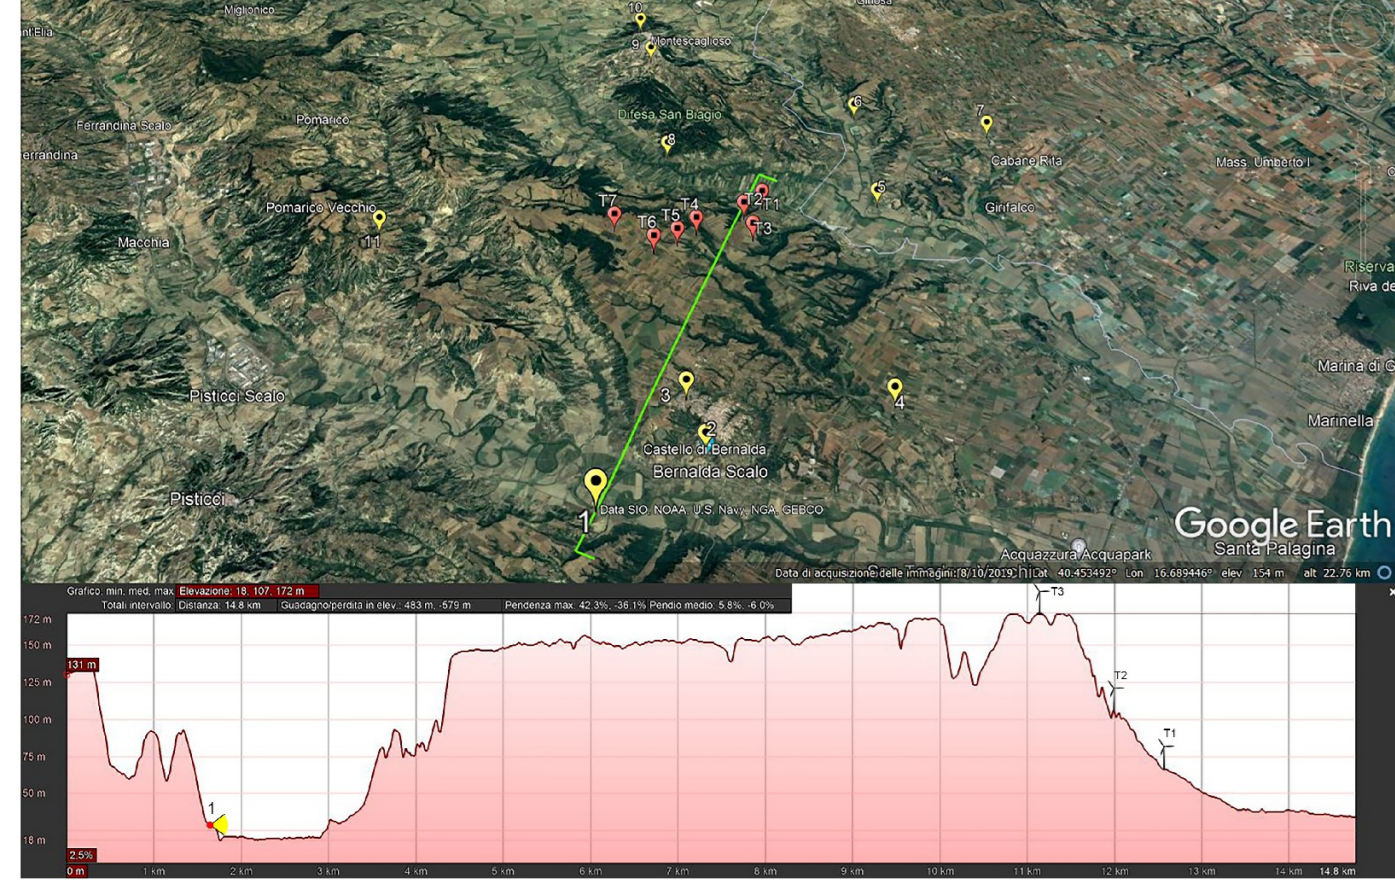 10
Ginosa
Miglionico
nt'Elia
9 Montescaglioso
6
7
Difesa San Biagio
Ferrandina Scalo
Pomarico
8
errandina
Cabane Rita
Mass. Umberto I
5
T7
T4
T2
T1
Pomarico Vecchio
Girifalco
T6
T5
T3
Macchia
11
Riserva
Riva de
Marina di G
3
4
Pisticci Scalo
Marinella
2
Castello di Bernalda
Bernalda Scalo
Pisticci
1
Data SIO, NOAA, U.S. Navy, NGA, GEBCO
Google Earth
Acquazzura Acquapark
Santa Palagina
Data di acquisizione delle immagini: 8/10/2019
lat 40.453492° Lon 16.689446° elev 154 m alt 22.76 km
Grafico: min, med, max Elevazione: 18, 107, 172 m
Totali intervallo: Distanza: 14.8 km Guadagno/perdita in elev.: 483 m, -579 m Pendenza max: 42.3%, -36.1% Pendio medio: 5.8%, -6.0%
T3
172 m
150 m
131 m
T2
125 m
100 m
T1
75 m
50 m
1
18 m
2.5%
0 m 1 km 2 km 3 km 4 km 5 km 6 km 7 km 8 km 9 km 10 km 11 km 12 km 13 km 14 km 14.8 km